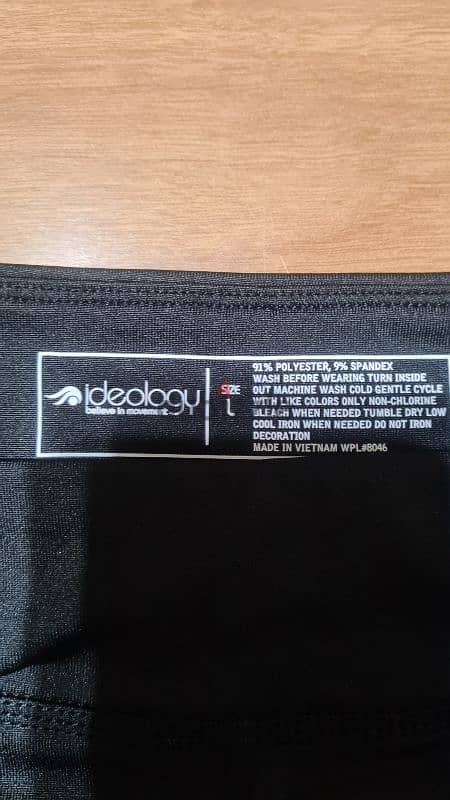 ideology
believe in movement
SIZE
L
91% POLYESTER, 9% SPANDEX
WASH BEFORE WEARING TURN INSIDE
OUT MACHINE WASH COLD GENTLE CYCLE
WITH LIKE COLORS ONLY NON-CHLORINE
BLEACH WHEN NEEDED TUMBLE DRY LOW
COOL IRON WHEN NEEDED DO NOT IRON
DECORATION
MADE IN VIETNAM WPL#8046